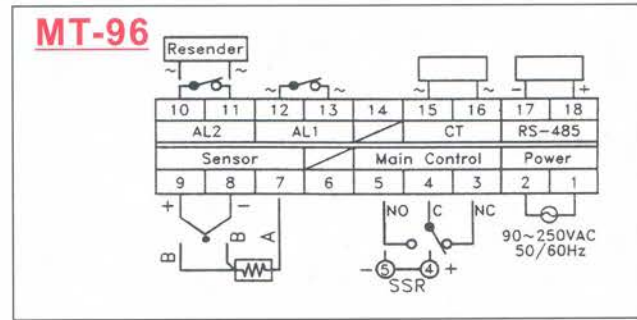 MT-96
Resender
~ ~ ~ ~ ~ ~ - +
10 11 12 13 14 15 16 17 18
AL2 AL1 CT RS-485
Sensor Main Control Power
9 8 7 6 5 4 3 2 1
+ - NO C NC
B B A
90~250VAC
50/60Hz
- 5 4 +
SSR